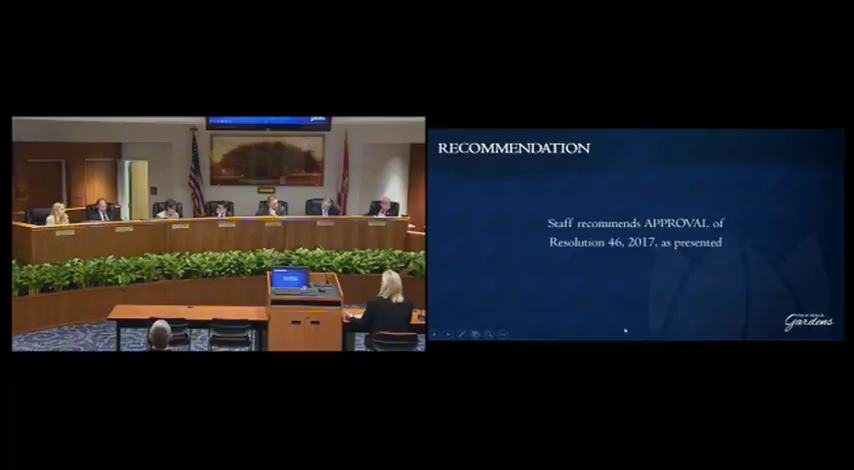 RECOMMENDATION
Staff recommends APPROVAL of
Resolution 46, 2017, as presented
Gardens